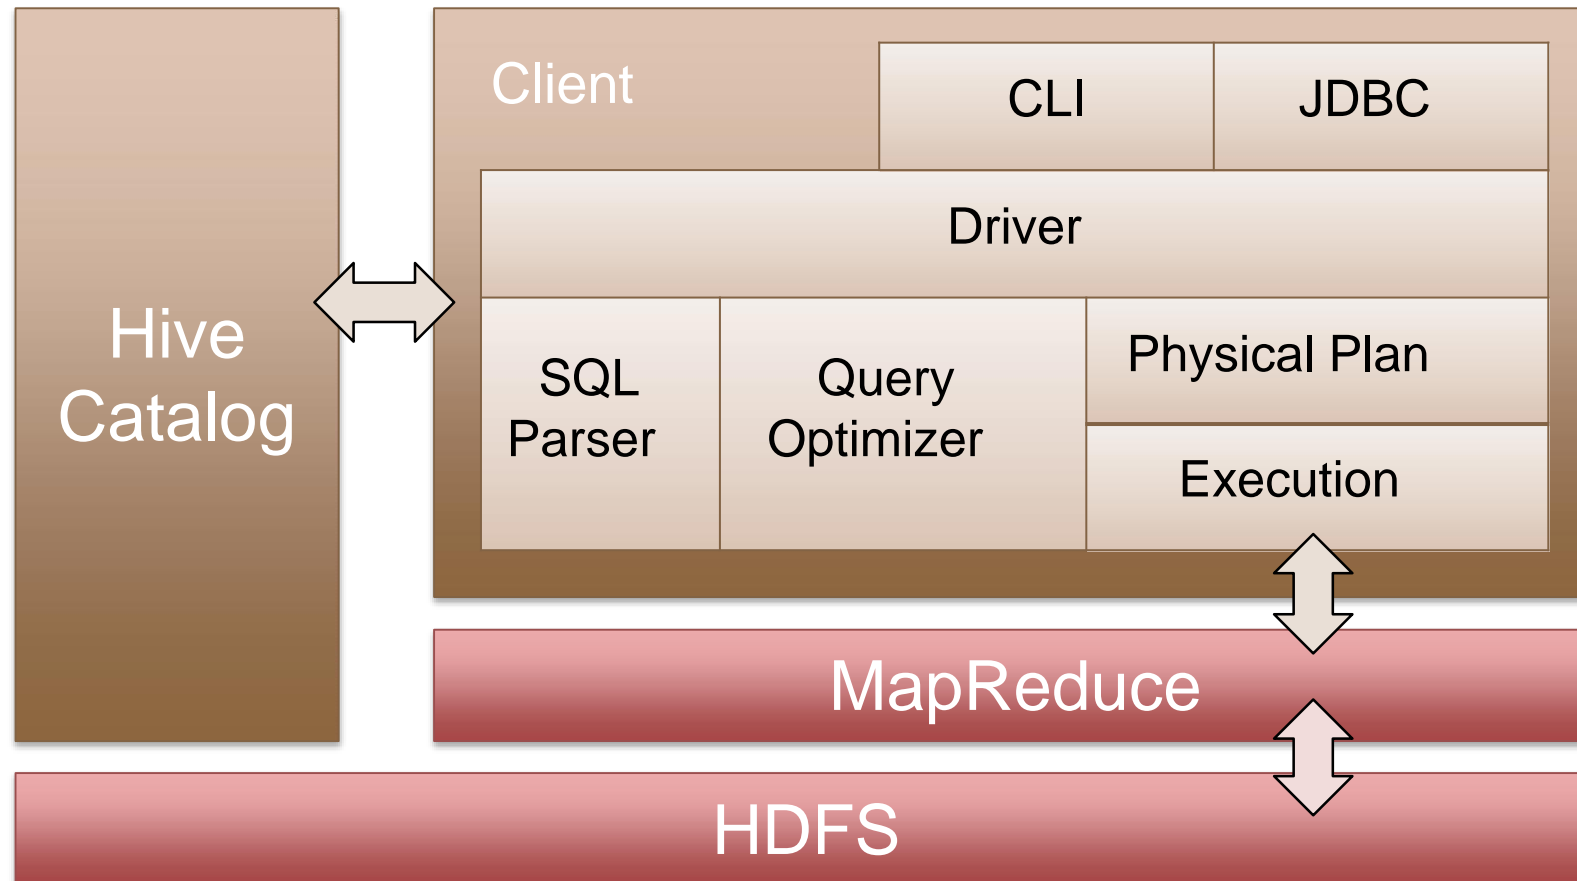 Client
CLI
JDBC
Driver
Hive
Catalog
SQL
Parser
Query
Optimizer
Physical Plan
Execution
MapReduce
HDFS